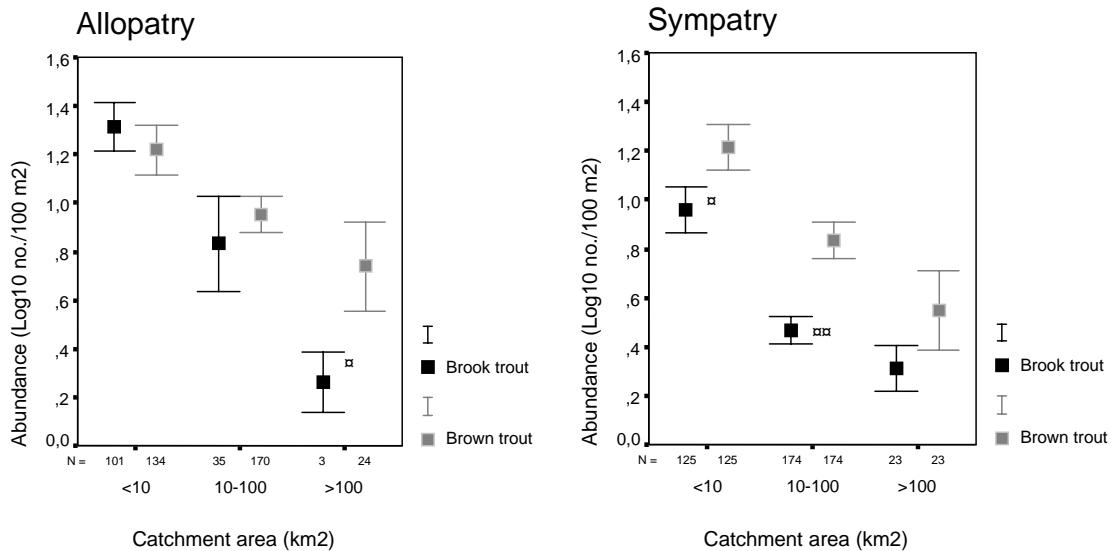 Allopatry
Abundance (Log10 no./100 m2)
1,6
1,4
1,2
1,0
,8
,6
,4
,2
0,0
¤
Brook trout
Brown trout
N = 101 134 35 170 3 24
<10 10-100 >100
Catchment area (km2)
Sympatry
Abundance (Log10 no./100 m2)
1,6
1,4
1,2
1,0
,8
,6
,4
,2
0,0
¤
¤¤
Brook trout
Brown trout
N = 125 125 174 174 23 23
<10 10-100 >100
Catchment area (km2)